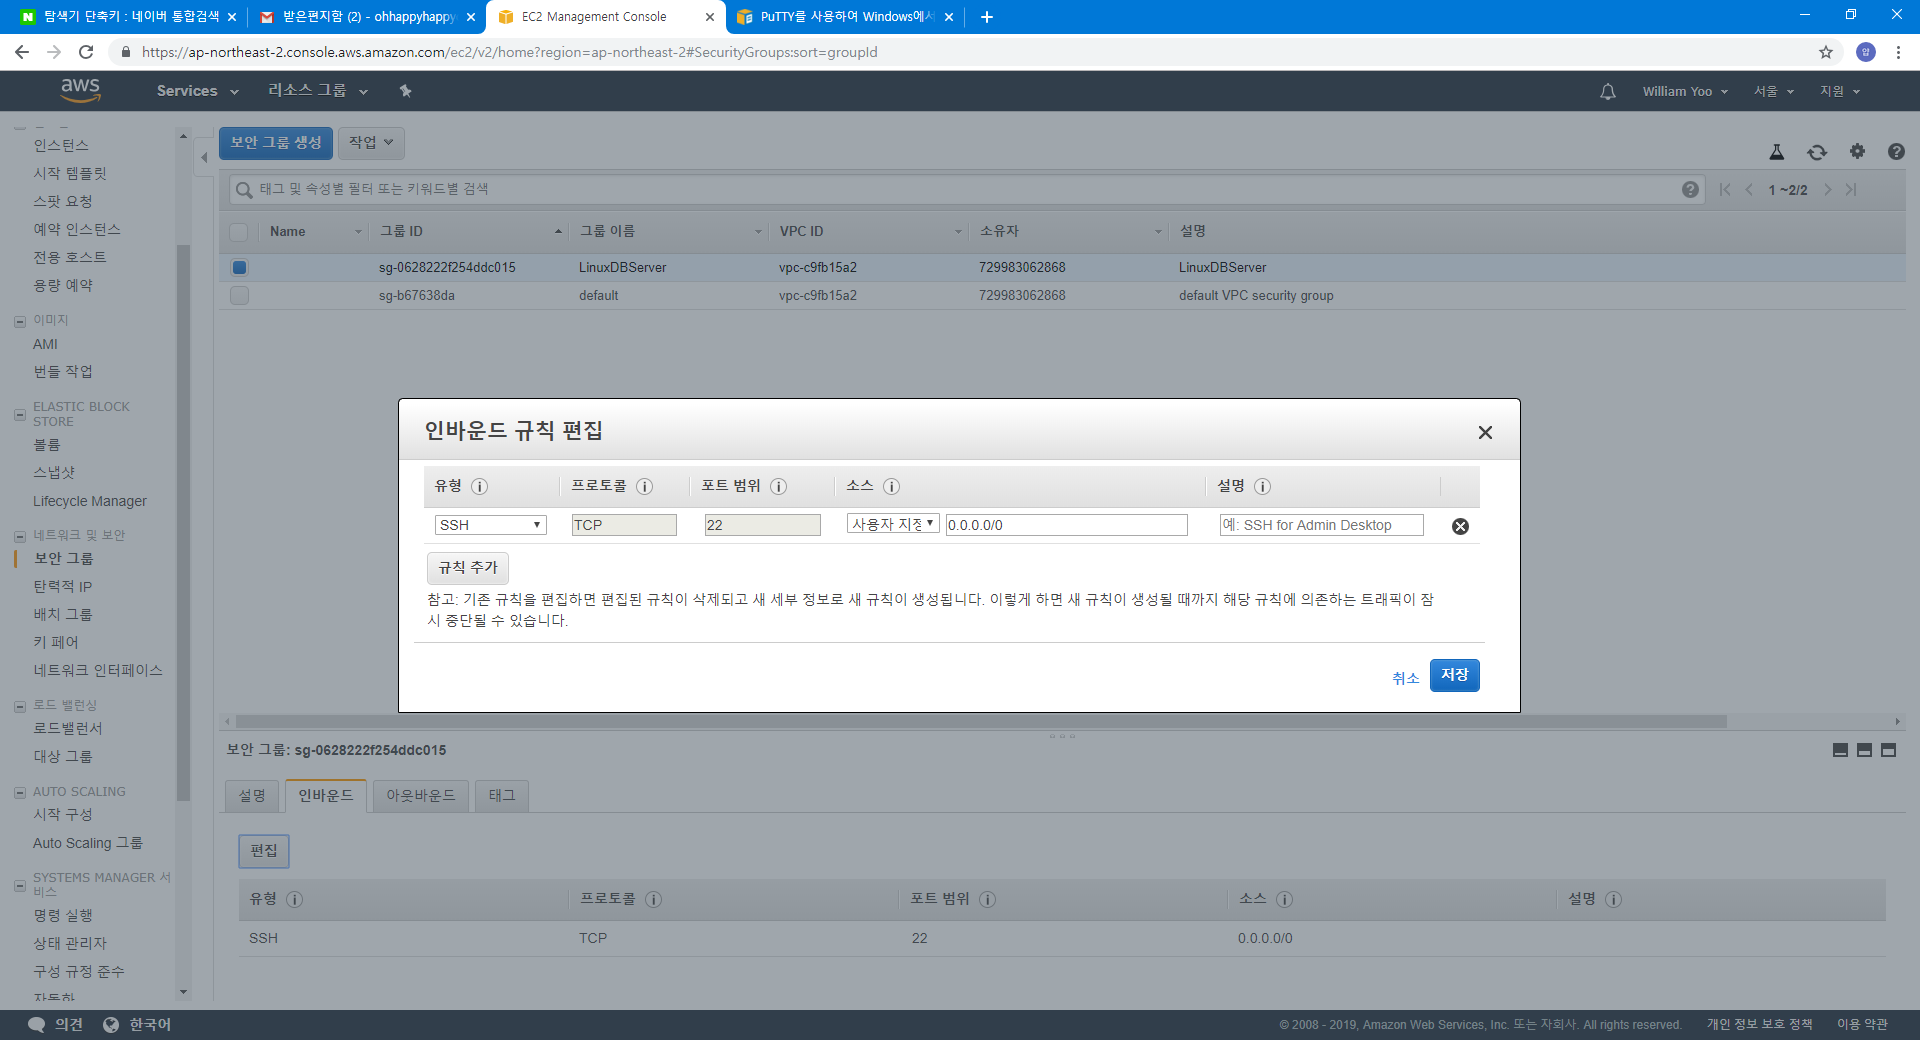 탐색기 단축키 : 네이버 통합검색
받은편지함 (2) - ohhappyhappy
EC2 Management Console
PuTTY를 사용하여 Windows에서
https://ap-northeast-2.console.aws.amazon.com/ec2/v2/home?region=ap-northeast-2#SecurityGroups:sort=groupId
aws
Services
리소스 그룹
William Yoo
서울
지원
인스턴스
시작 템플릿
스팟 요청
예약 인스턴스
전용 호스트
용량 예약
이미지
AMI
번들 작업
ELASTIC BLOCK
STORE
볼륨
스냅샷
Lifecycle Manager
네트워크 및 보안
보안 그룹
탄력적 IP
배치 그룹
키 페어
네트워크 인터페이스
로드 밸런싱
로드밸런서
대상 그룹
AUTO SCALING
시작 구성
Auto Scaling 그룹
SYSTEMS MANAGER 서
비스
명령 실행
상태 관리자
구성 규정 준수
자동화
보안 그룹 생성
작업
태그 및 속성별 필터 또는 키워드별 검색
1 ~2/2
Name 그룹 ID 그룹 이름 VPC ID 소유자 설명
sg-0628222f254ddc015 LinuxDBServer vpc-c9fb15a2 729983062868 LinuxDBServer
sg-b67638da default vpc-c9fb15a2 729983062868 default VPC security group
인바운드 규칙 편집
유형 프로토콜 포트 범위 소스 설명
SSH TCP 22 사용자 지정 0.0.0.0/0 예: SSH for Admin Desktop
규칙 추가
참고: 기존 규칙을 편집하면 편집된 규칙이 삭제되고 새 세부 정보로 새 규칙이 생성됩니다. 이렇게 하면 새 규칙이 생성될 때까지 해당 규칙에 의존하는 트래픽이 잠
시 중단될 수 있습니다.
취소
저장
보안 그룹: sg-0628222f254ddc015
설명
인바운드
아웃바운드
태그
편집
유형 프로토콜 포트 범위 소스 설명
SSH TCP 22 0.0.0.0/0
의견
한국어
© 2008 - 2019, Amazon Web Services, Inc. 또는 자회사. All rights reserved.
개인 정보 보호 정책
이용 약관